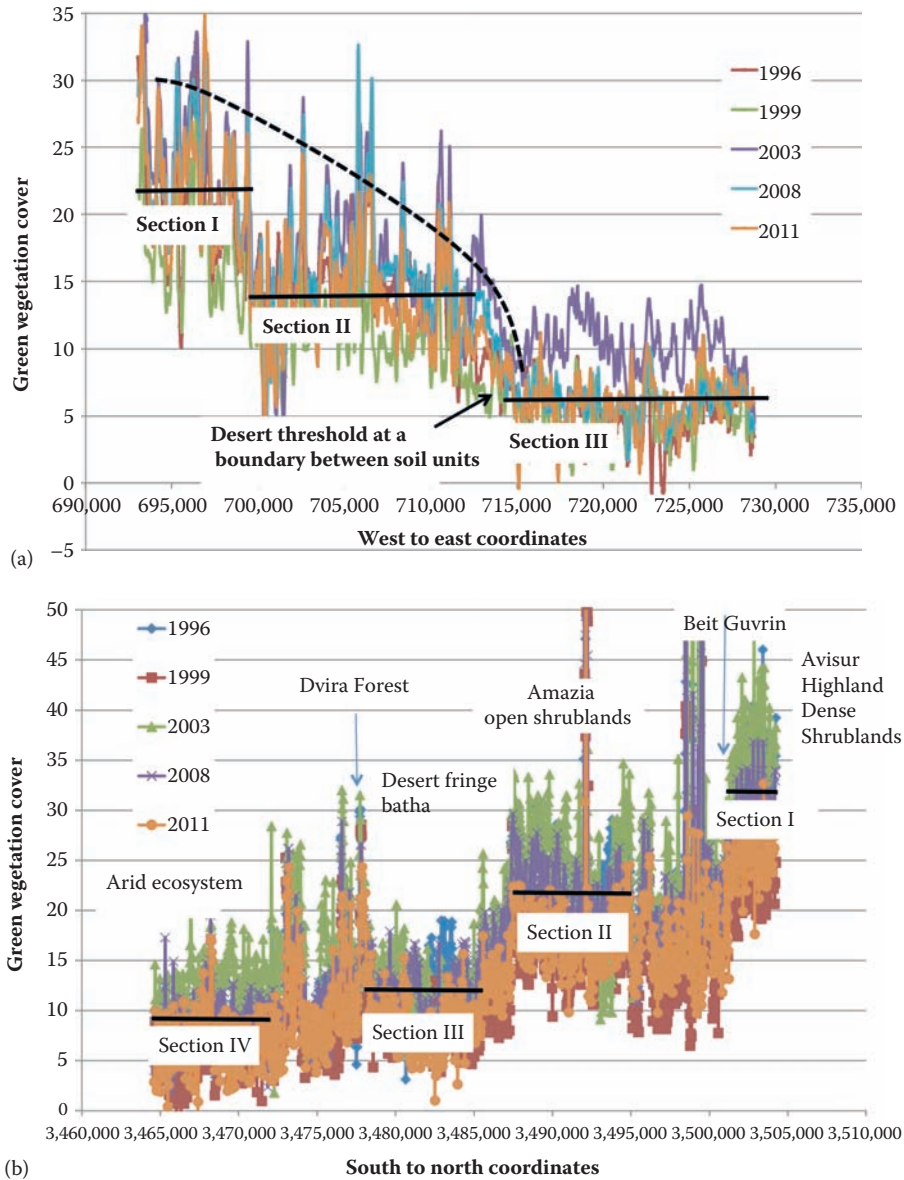 35
30
25
20
15
10
5
0
−5
Green vegetation cover
1996
1999
2003
2008
2011
Section I
Section II
Desert threshold at a
boundary between soil units
Section III
690,000 695,000 700,000 705,000 710,000 715,000 720,000 725,000 730,000 735,000
West to east coordinates
(a)
50
45
40
35
30
25
20
15
10
5
0
Green vegetation cover
1996
1999
2003
2008
2011
Dvira Forest
Amazia
open shrublands
Beit Guvrin
Avisur
Highland
Dense
Shrublands
Desert fringe
batha
Arid ecosystem
Section I
Section II
Section III
Section IV
3,460,000 3,465,000 3,470,000 3,475,000 3,480,000 3,485,000 3,490,000 3,495,000 3,500,000 3,505,000 3,510,000
South to north coordinates
(b)